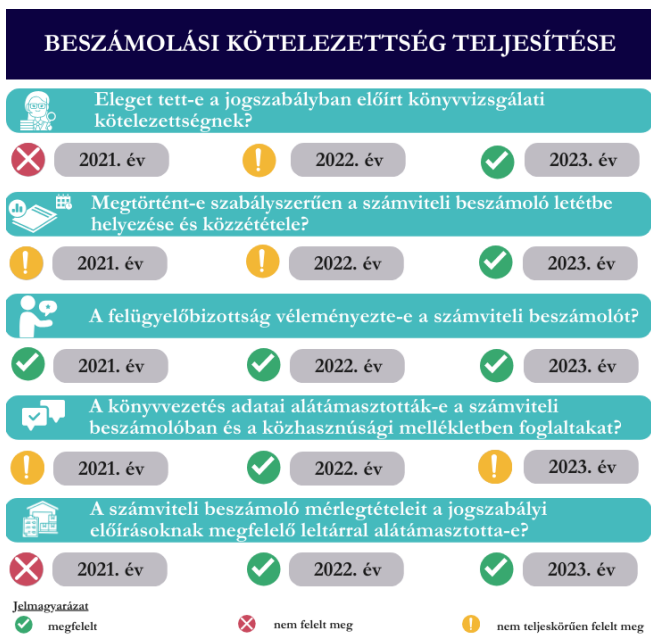 BESZÁMOLÁSI KÖTELEZETTSÉG TELJESÍTÉSE
Eleget tett-e a jogszabályban előírt könyvvizsgálati
kötelezettségnek?
2021. év 2022. év 2023. év
Megtörtént-e szabályszerűen a számviteli beszámoló letétbe
helyezése és közzététele?
2021. év 2022. év 2023. év
A felügyelőbizottság véleményezte-e a számviteli beszámolót?
2021. év 2022. év 2023. év
A könyvvezetés adatai alátámasztották-e a számviteli
beszámolóban és a közhasznúsági mellékletben foglaltakat?
2021. év 2022. év 2023. év
A számviteli beszámoló mérlegtételeit a jogszabályi
előírásoknak megfelelő leltárral alátámasztotta-e?
2021. év 2022. év 2023. év
Jelmagyarázat
megfelelt nem felelt meg nem teljeskörűen felelt meg